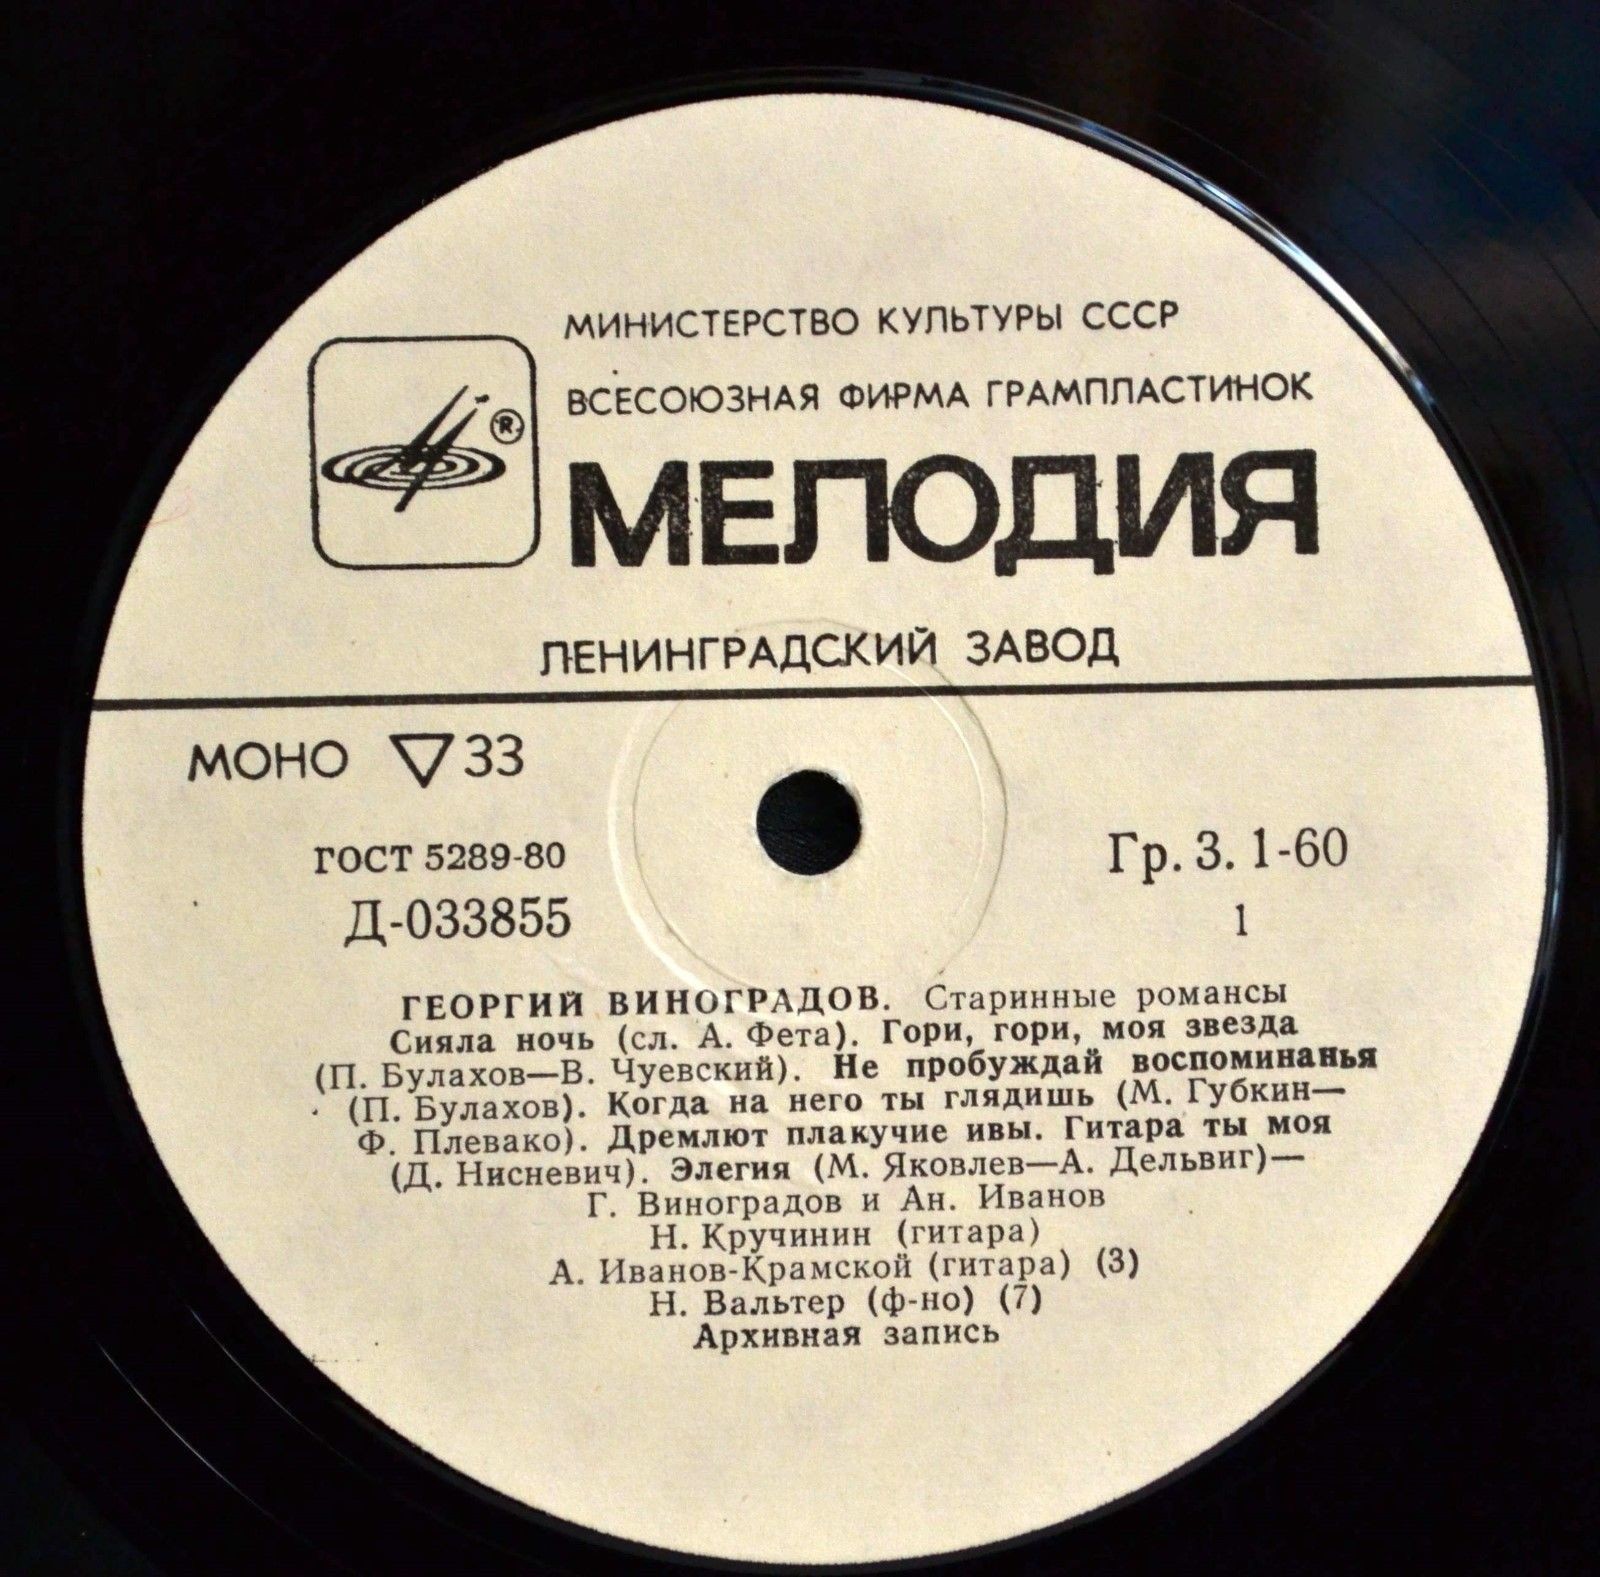 МИНИСТЕРСТВО КУЛЬТУРЫ СССР
ВСЕСОЮЗНАЯ ФИРМА ГРАМПЛАСТИНОК
®
МЕЛОДИЯ
ЛЕНИНГРАДСКИЙ ЗАВОД
МОНО ▽33
ГОСТ 5289-80
Гр. 3. 1-60
Д-033855
1
ГЕОРГИЙ ВИНОГРАДОВ. Старинные романсы
Сияла ночь (сл. А. Фета). Гори, гори, моя звезда
(П. Булахов—В. Чуевский). Не пробуждай воспоминанья
(П. Булахов). Когда на него ты глядишь (М. Губкин—
Ф. Плевако). Дремлют плакучие ивы. Гитара ты моя
(Д. Нисневич). Элегия (М. Яковлев—А. Дельвиг)—
Г. Виноградов и Ан. Иванов
Н. Кручинин (гитара)
А. Иванов-Крамской (гитара) (3)
Н. Вальтер (ф-но) (7)
Архивная запись